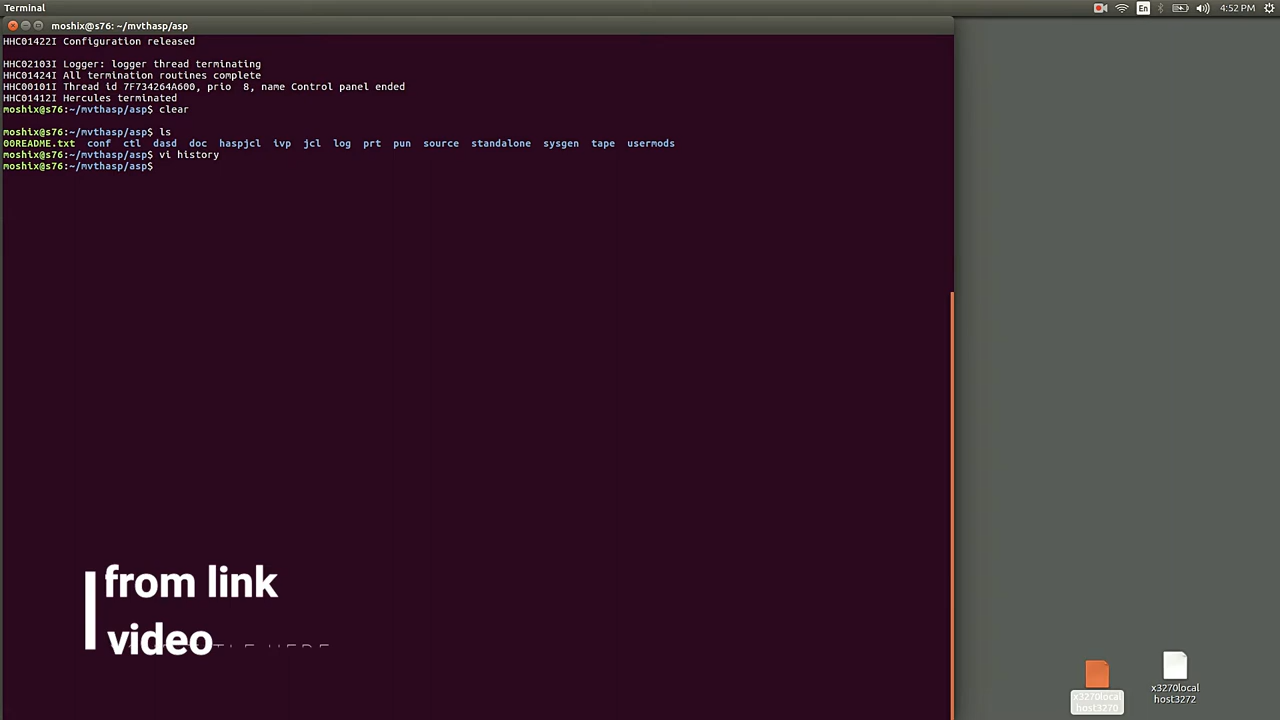 Terminal
En
4:52 PM
moshix@s76: ~/mvthasp/asp
HHC01422I Configuration released
HHC02103I Logger: logger thread terminating
HHC01424I All termination routines complete
HHC00101I Thread id 7F734264A600, prio  8, name Control panel ended
HHC01412I Hercules terminated
moshix@s76:~/mvthasp/asp$ clear
moshix@s76:~/mvthasp/asp$ ls
00README.txt  conf  ctl  dasd  doc  haspjcl  ivp  jcl  log  prt  pun  source  standalone  sysgen  tape  usermods
moshix@s76:~/mvthasp/asp$ vi history
moshix@s76:~/mvthasp/asp$
from link
video
x3270local
host3270
x3270local
host3272